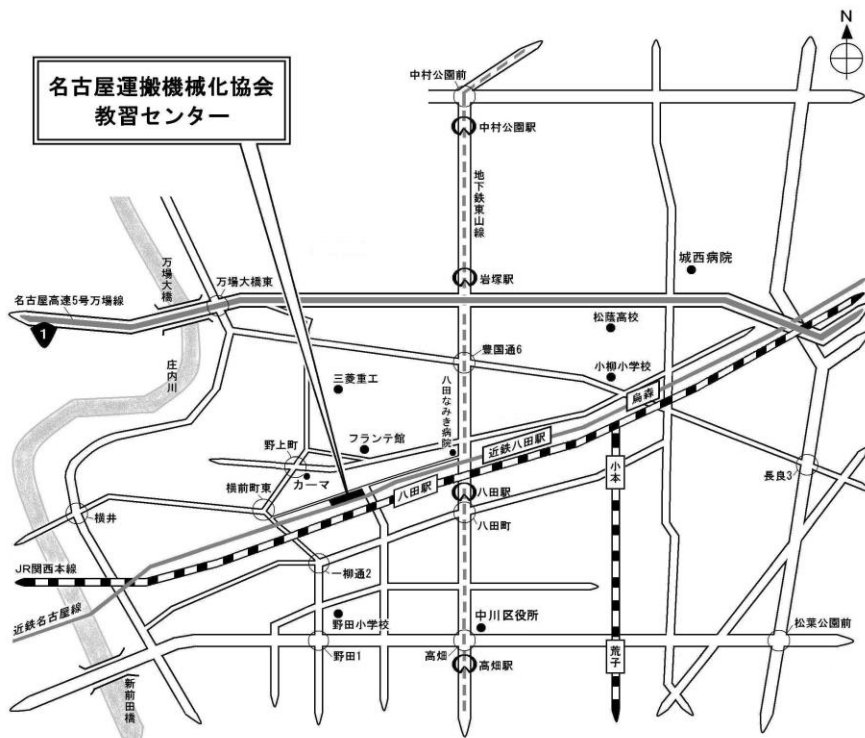 N
中村公園前
名古屋運搬機械化協会
教習センター
中村公園駅
地下鉄東山線
城西病院
万場大橋
万場大橋東
岩塚駅
名古屋高速5号万場線
1
松蔭高校
豊国通6
庄内川
小柳小学校
三菱重工
八田なみき病院
烏森
フランテ館
野上町
近鉄八田駅
カーマ
小本
長良3
横前町東
八田駅
八田駅
横井
八田町
JR関西本線
一柳通2
近鉄名古屋線
野田小学校
中川区役所
松葉公園前
野田1
高畑
荒子
高畑駅
新前田橋